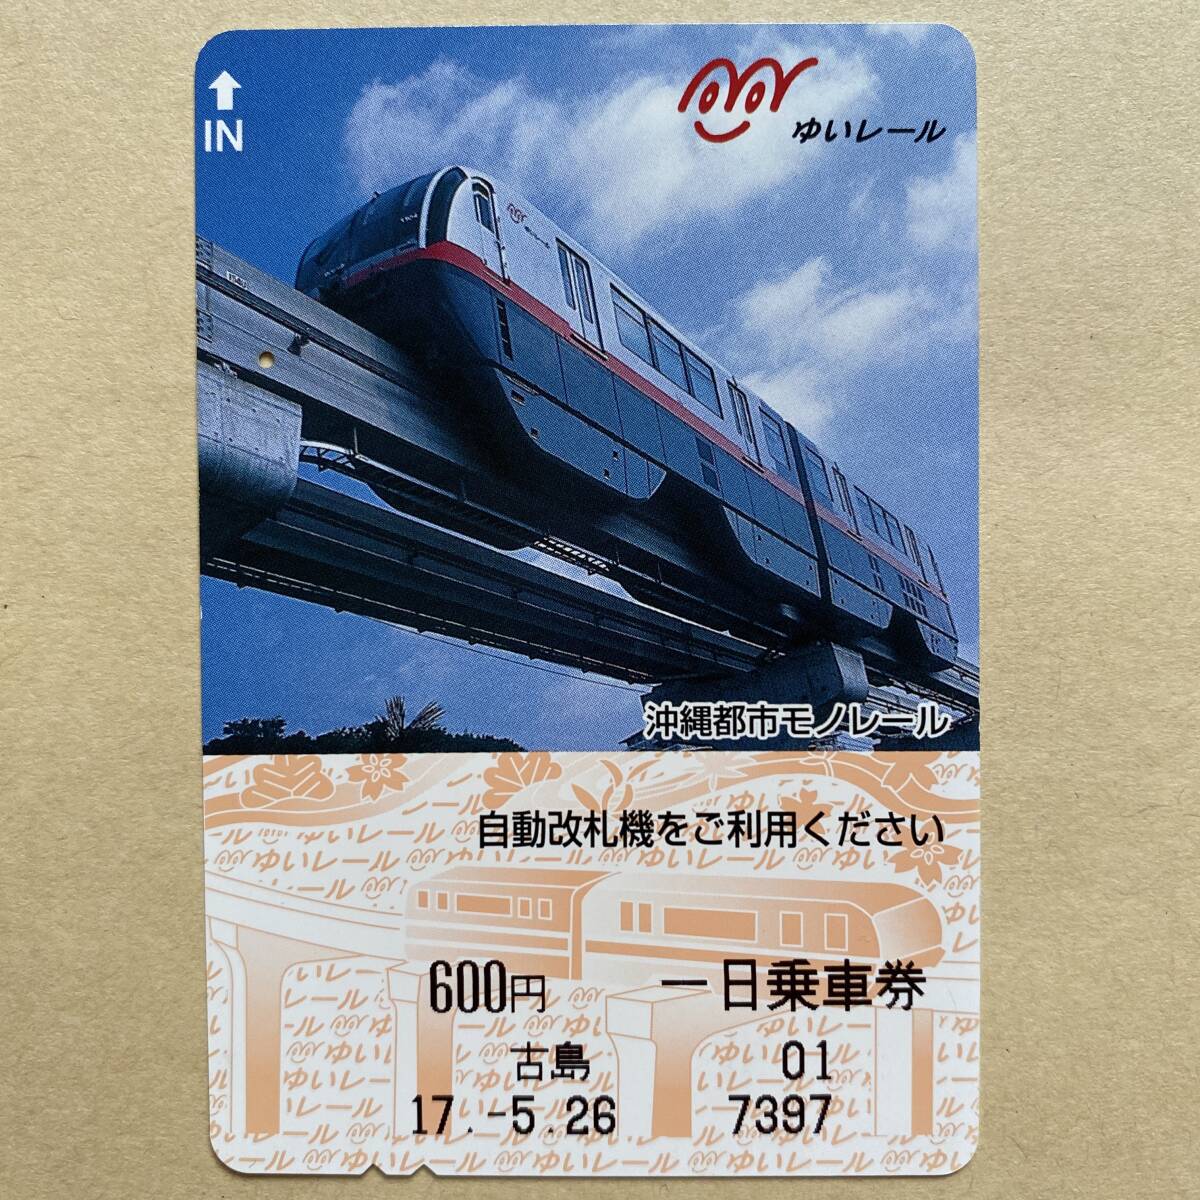 IN
ゆいレール
沖縄都市モノレール
自動改札機をご利用ください
600円 一日乗車券
古島 01
17.-5.26 7397